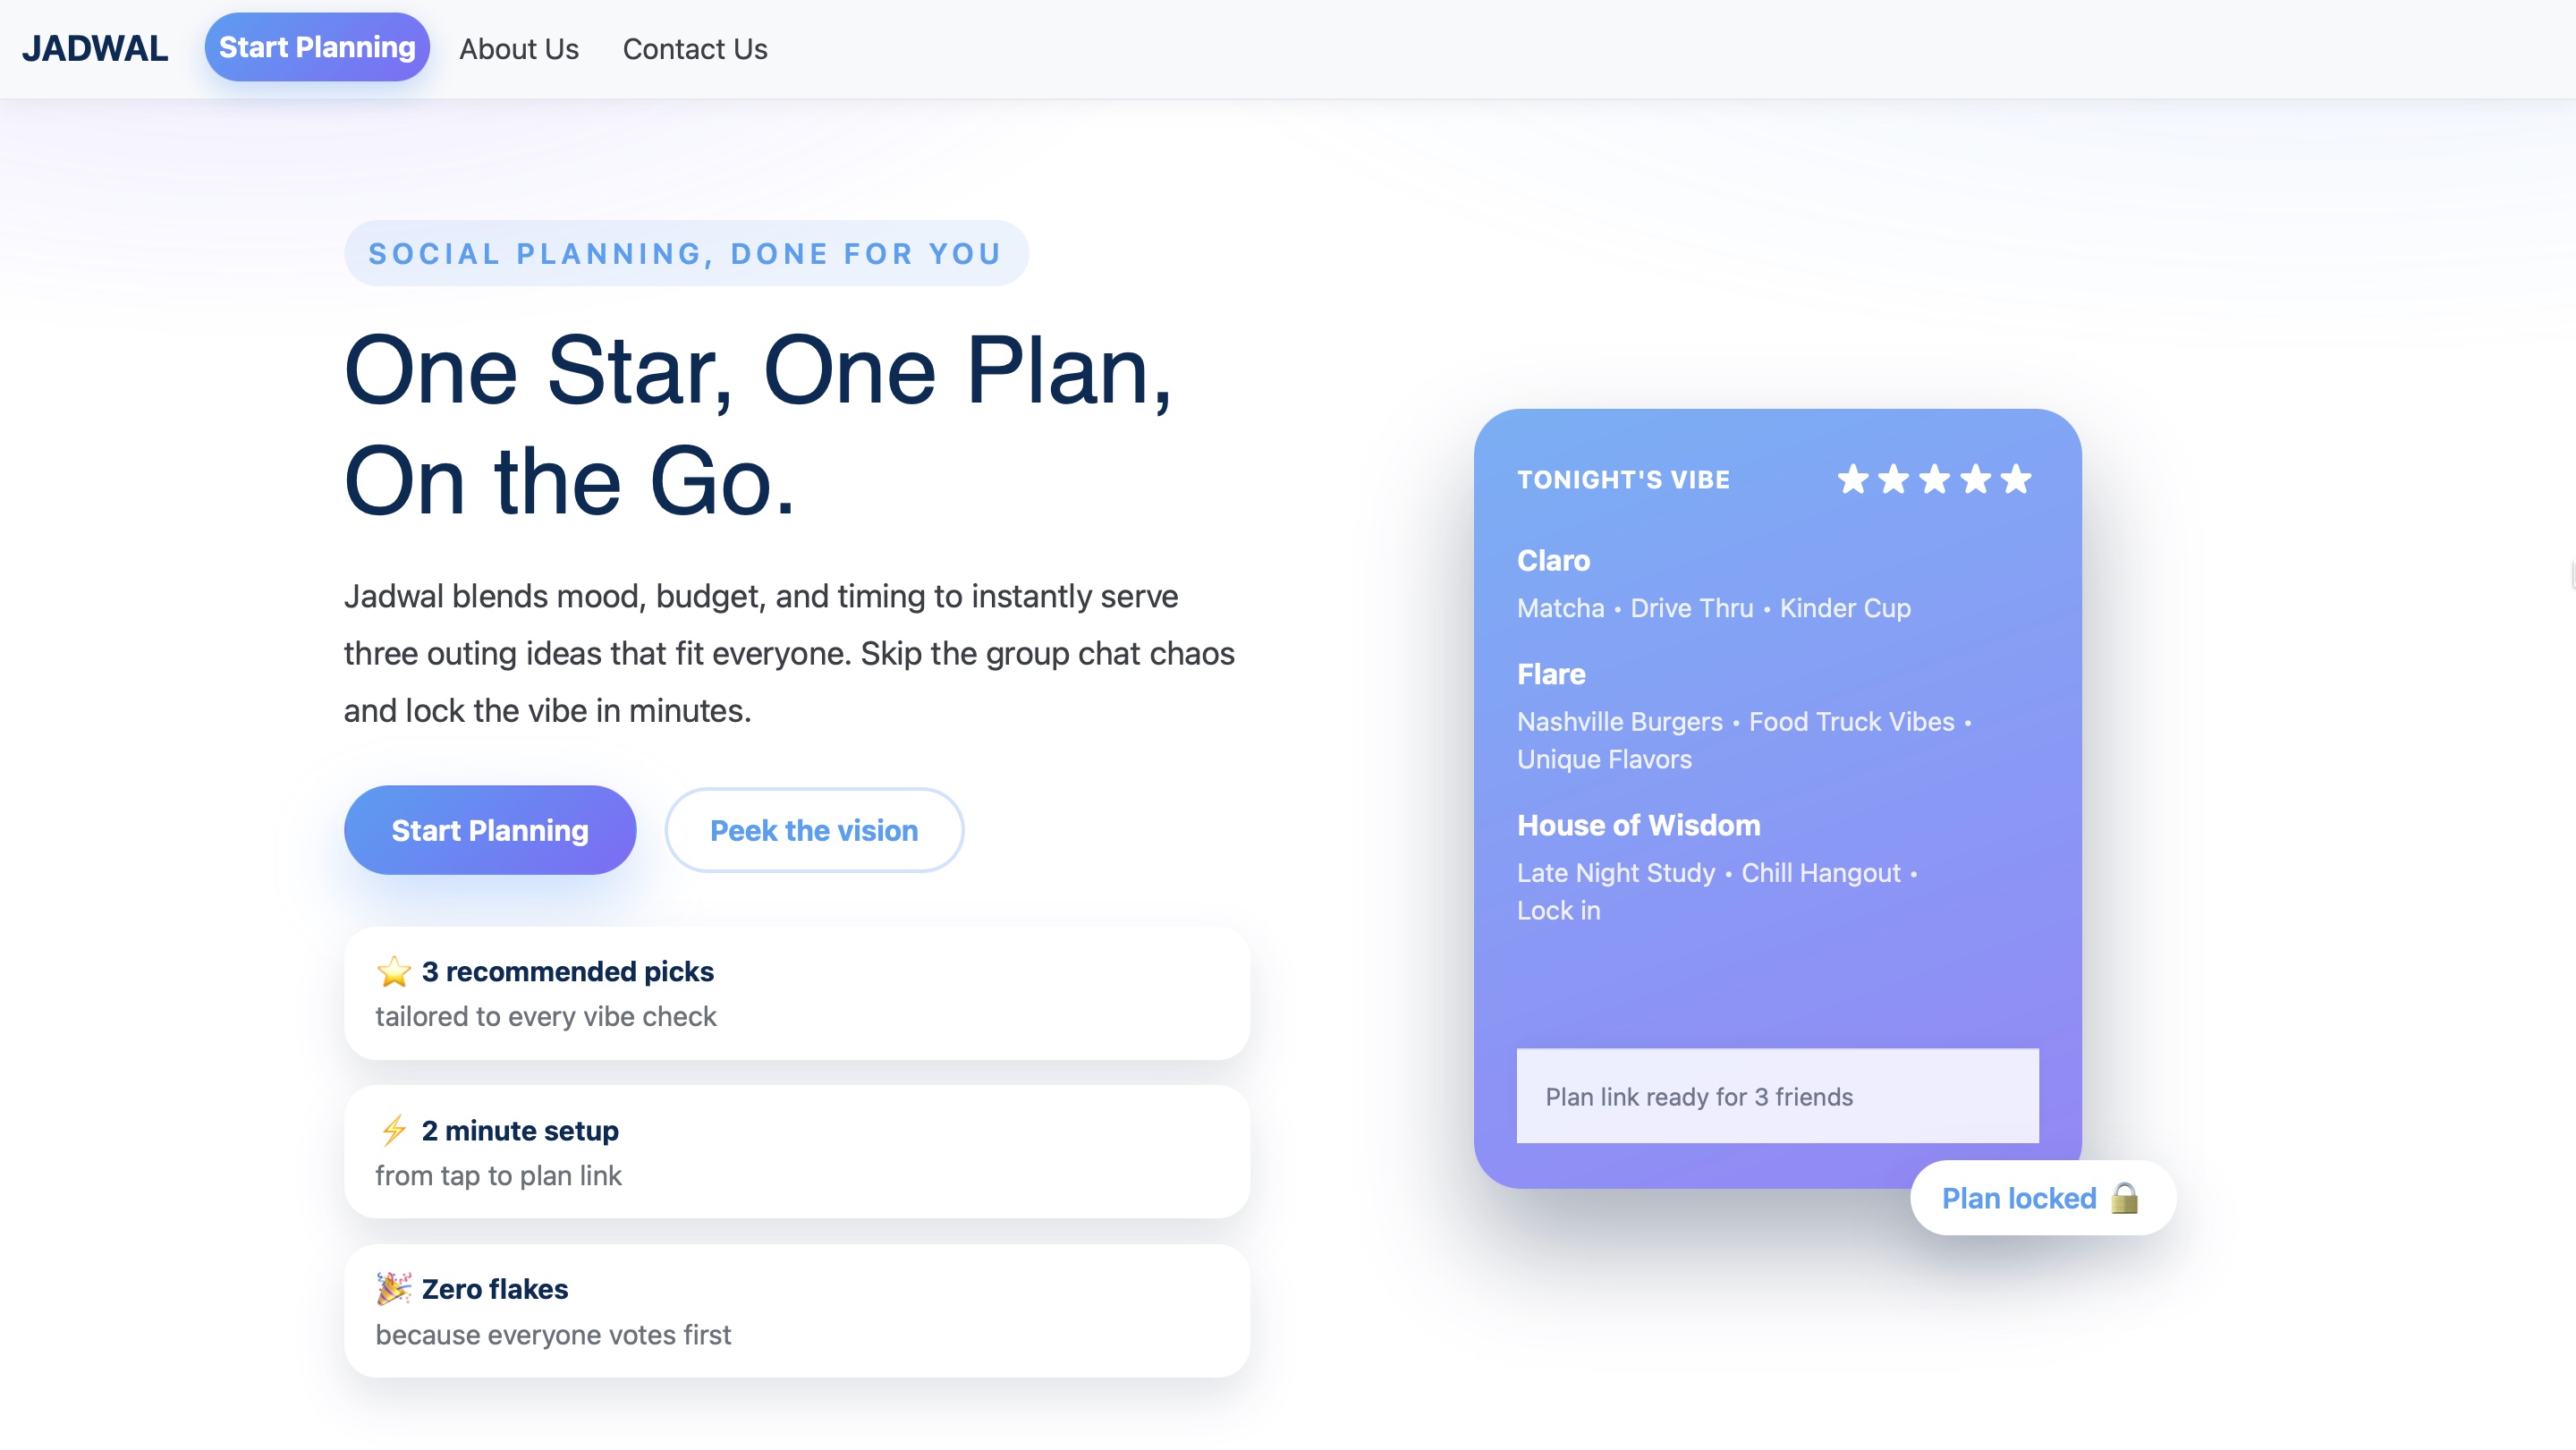 JADWAL
Start Planning
About Us
Contact Us
SOCIAL PLANNING, DONE FOR YOU
One Star, One Plan,
On the Go.
Jadwal blends mood, budget, and timing to instantly serve
three outing ideas that fit everyone. Skip the group chat chaos
and lock the vibe in minutes.
Start Planning
Peek the vision
⭐ 3 recommended picks
tailored to every vibe check
⚡ 2 minute setup
from tap to plan link
🎉 Zero flakes
because everyone votes first
TONIGHT'S VIBE ★★★★★
Claro
Matcha • Drive Thru • Kinder Cup
Flare
Nashville Burgers • Food Truck Vibes •
Unique Flavors
House of Wisdom
Late Night Study • Chill Hangout •
Lock in
Plan link ready for 3 friends
Plan locked 🔒